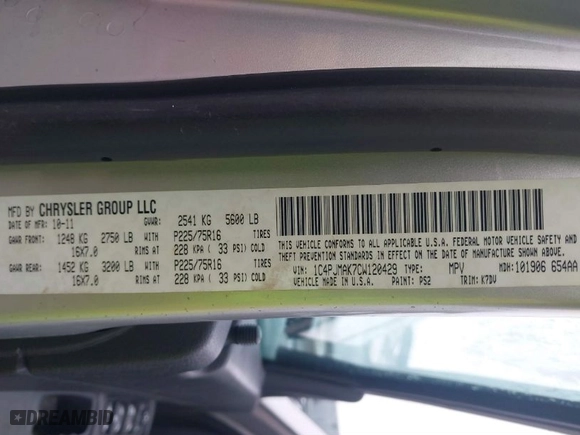 MFD BY CHRYSLER GROUP LLC
DATE OF MFR: 10-11 GVWR: 2541 KG 5600 LB
GAWR FRONT: 1248 KG 2750 LB WITH P225/75R16 TIRES
16X7.0 RIMS AT 228 KPA ( 33 PSI) COLD
GAWR REAR: 1452 KG 3200 LB WITH P225/75R16 TIRES
16X7.0 RIMS AT 228 KPA ( 33 PSI) COLD
THIS VEHICLE CONFORMS TO ALL APPLICABLE U.S.A. FEDERAL MOTOR VEHICLE SAFETY AND
THEFT PREVENTION STANDARDS IN EFFECT ON THE DATE OF MANUFACTURE SHOWN ABOVE.
VIN: 1C4PJMAK7CW120429 TYPE: MPV MDH: 101906 654AA
VEHICLE MADE IN U.S.A. PAINT: PS2 TRIM: K7DV
DREAMBID